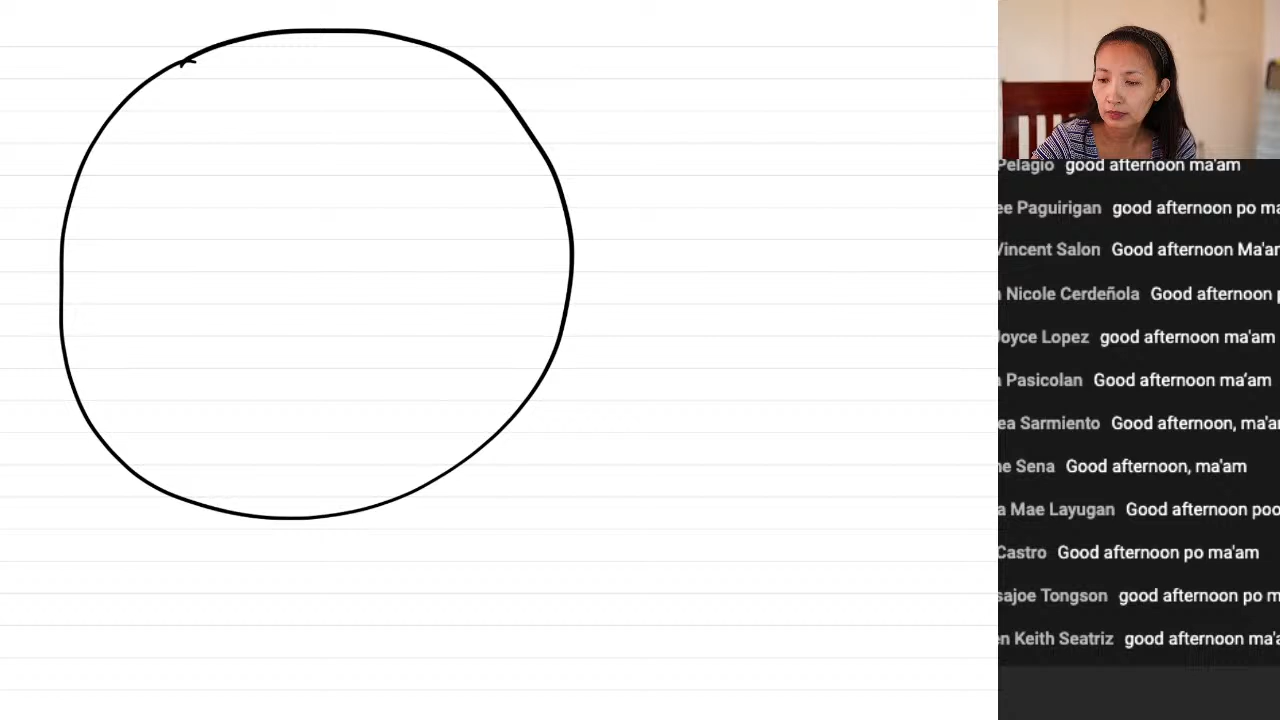 Pelagio good afternoon ma'am
ee Paguirigan good afternoon po ma
Vincent Salon Good afternoon Ma'am
n Nicole Cerdeñola Good afternoon p
Joyce Lopez good afternoon ma'am
a Pasicolan Good afternoon ma'am
ea Sarmiento Good afternoon, ma'am
ne Sena Good afternoon, ma'am
a Mae Layugan Good afternoon poo
Castro Good afternoon po ma'am
sajoe Tongson good afternoon po m
en Keith Seatriz good afternoon ma'a